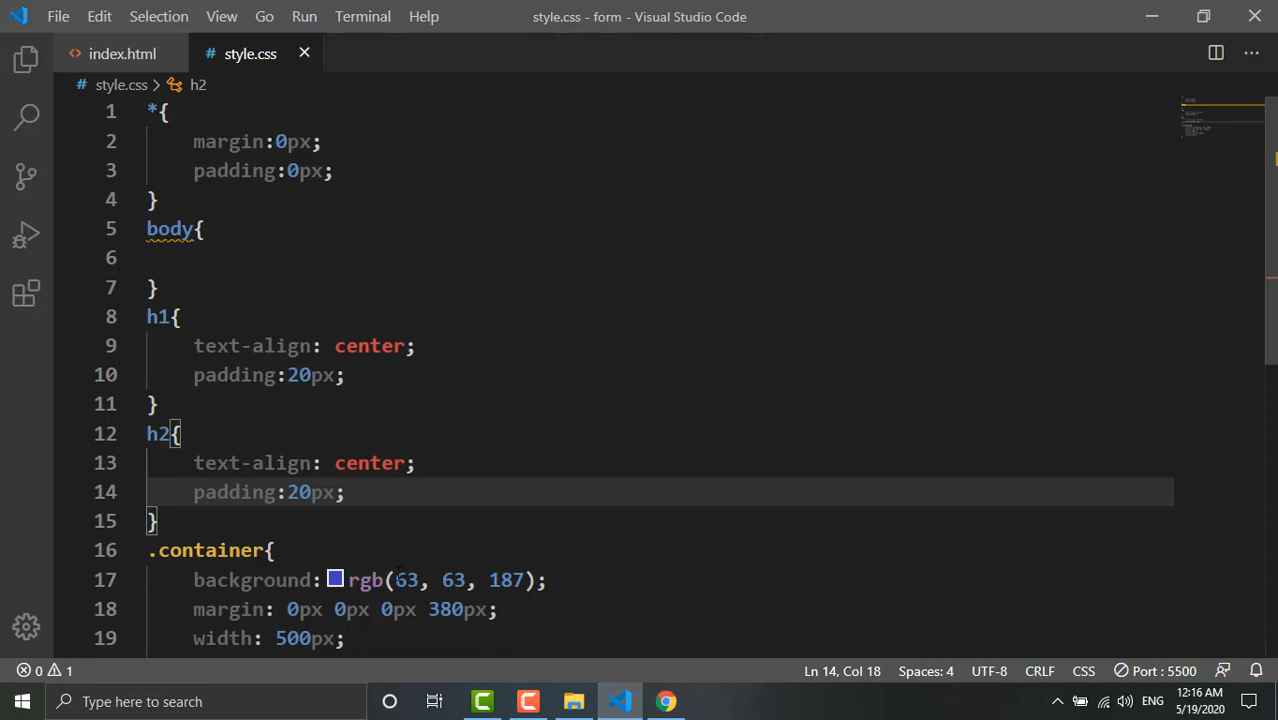 File Edit Selection View Go Run Terminal Help style.css - form - Visual Studio Code
<> index.html # style.css
# style.css > h2
1 *{
2 margin:0px;
3 padding:0px;
4 }
5 body{
6
7 }
8 h1{
9 text-align: center;
10 padding:20px;
11 }
12 h2{
13 text-align: center;
14 padding:20px;
15 }
16 .container{
17 background: rgb(63, 63, 187);
18 margin: 0px 0px 0px 380px;
19 width: 500px;
0 1 Ln 14, Col 18 Spaces: 4 UTF-8 CRLF CSS Port : 5500
Type here to search ENG 12:16 AM
5/19/2020